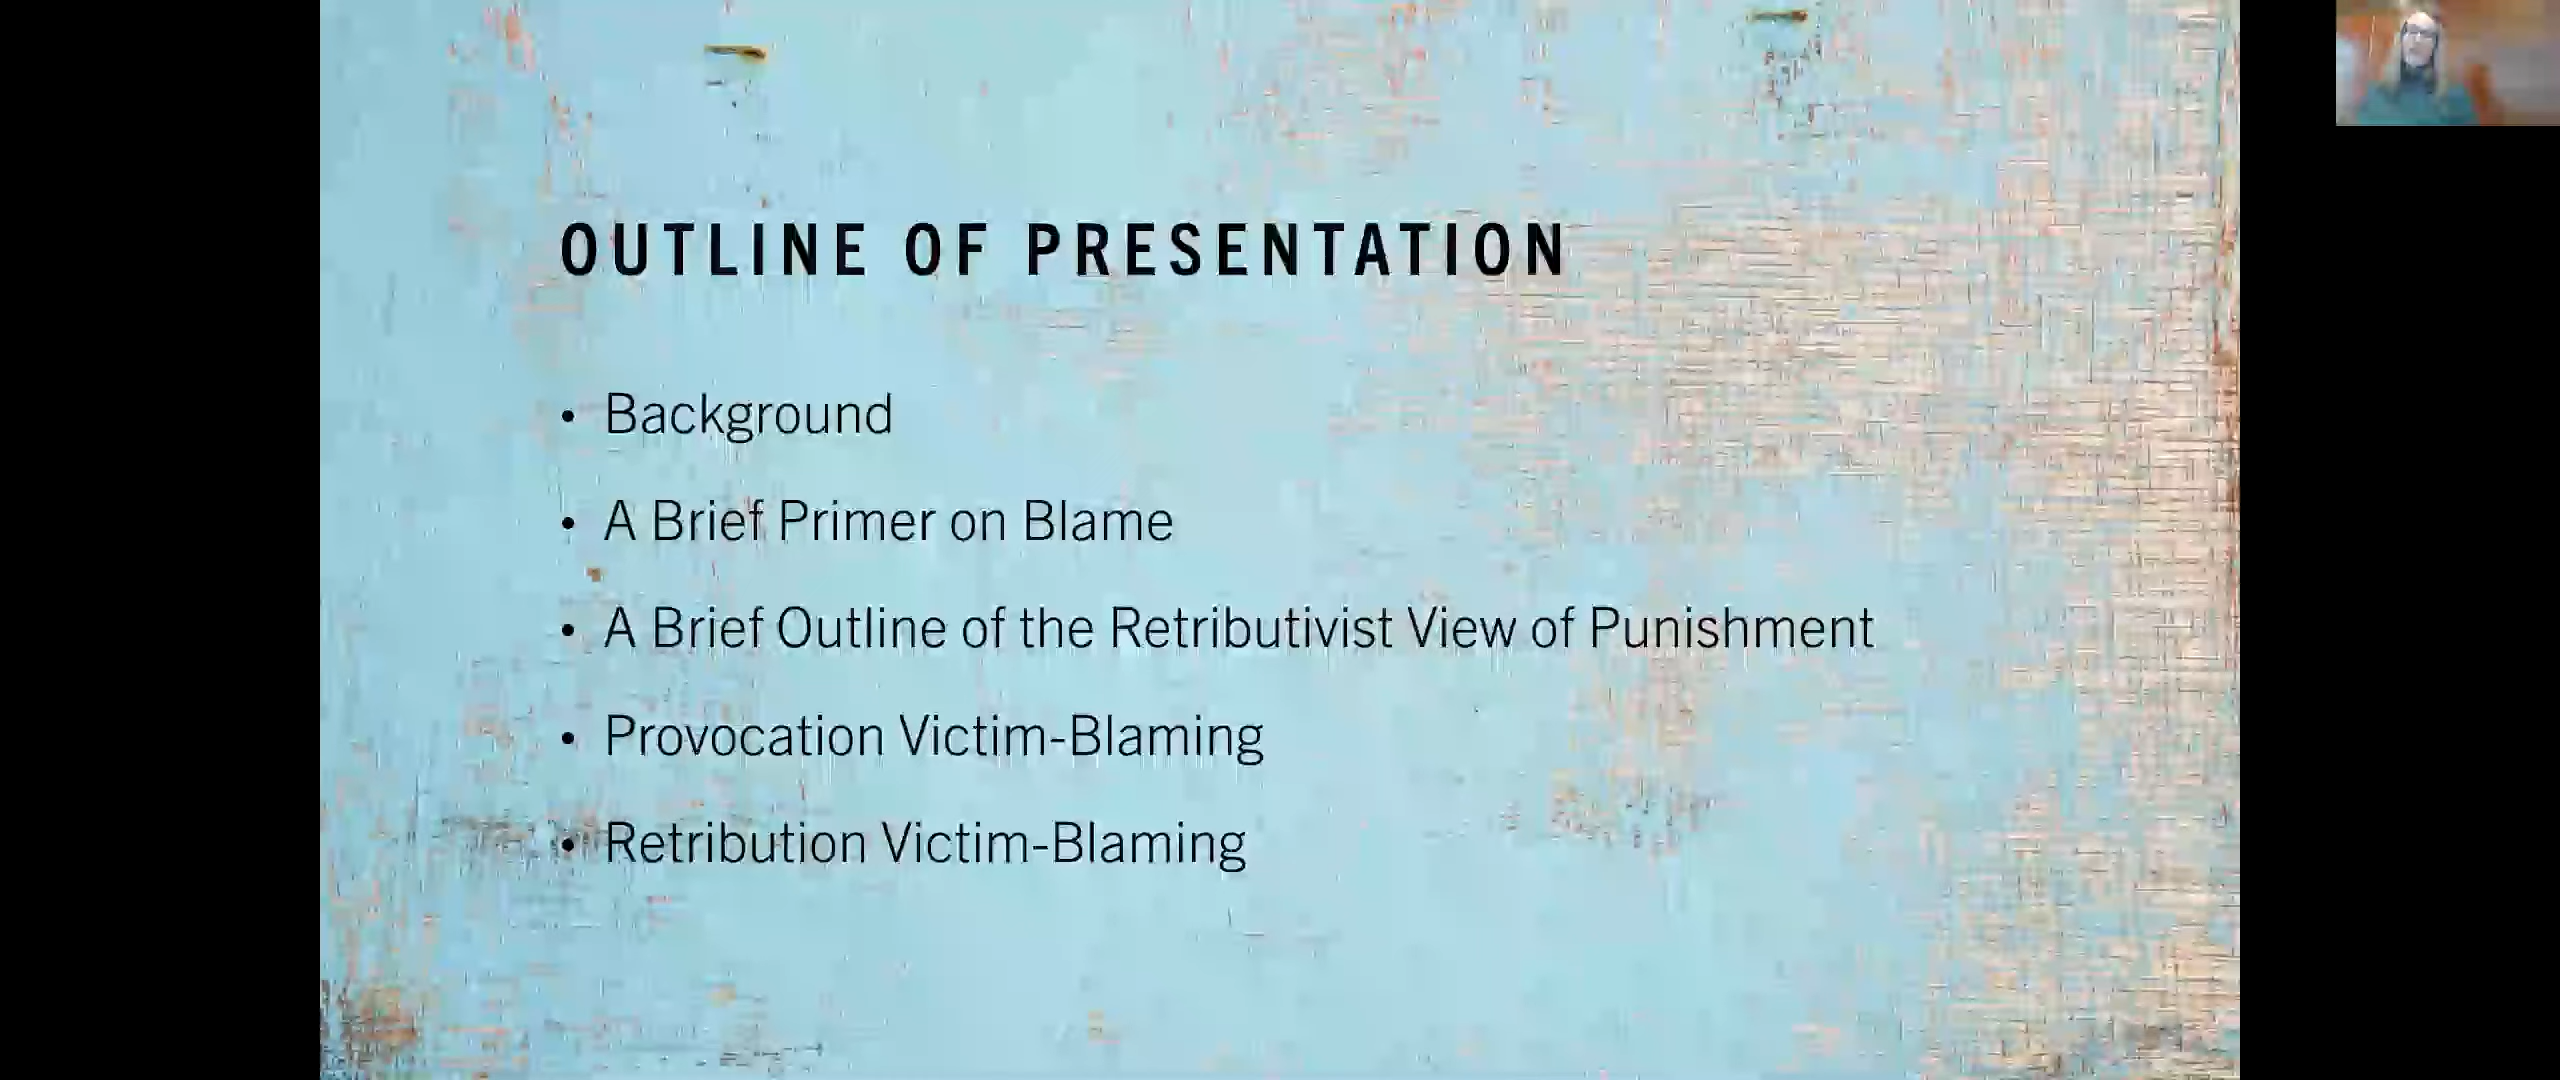 OUTLINE OF PRESENTATION
• Background
• A Brief Primer on Blame
• A Brief Outline of the Retributivist View of Punishment
• Provocation Victim-Blaming
• Retribution Victim-Blaming